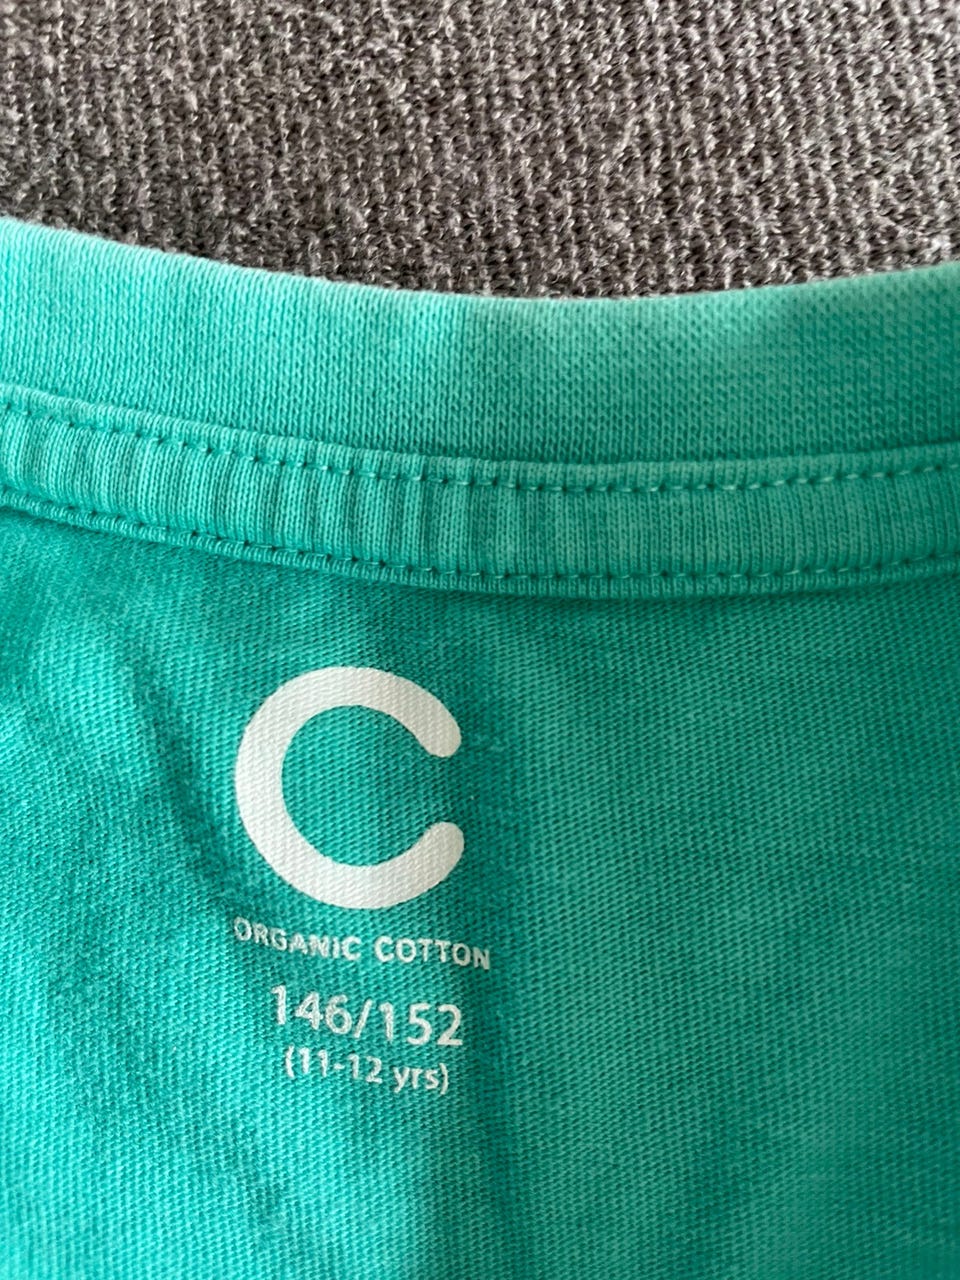 C
ORGANIC COTTON
146/152
(11-12 yrs)